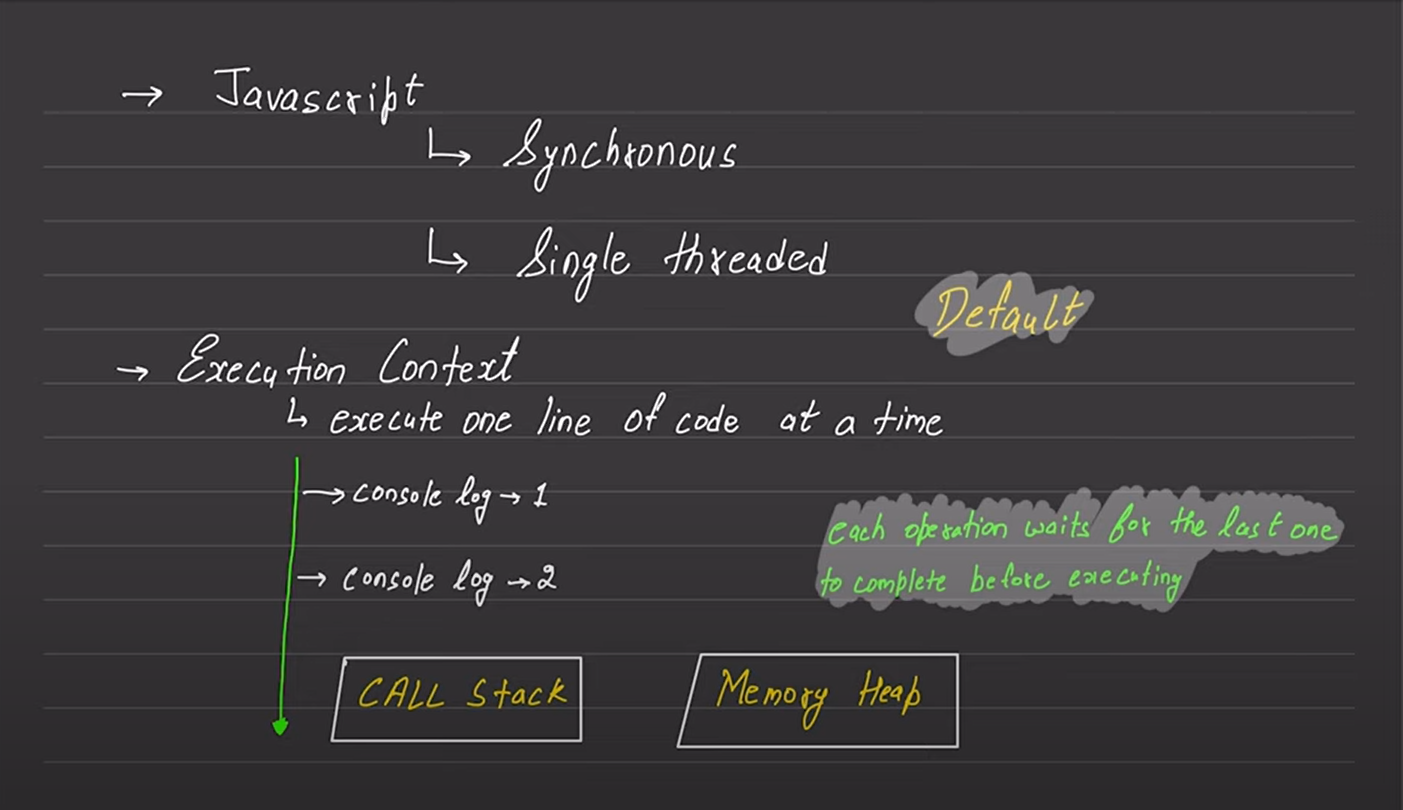 → Javascript
↳ Synchronous
↳ Single threaded
Default
→ Execution Context
↳ execute one line of code at a time
→ console log → 1
each operation waits for the last one
→ console log → 2
to complete before executing
CALL Stack
Memory Heap